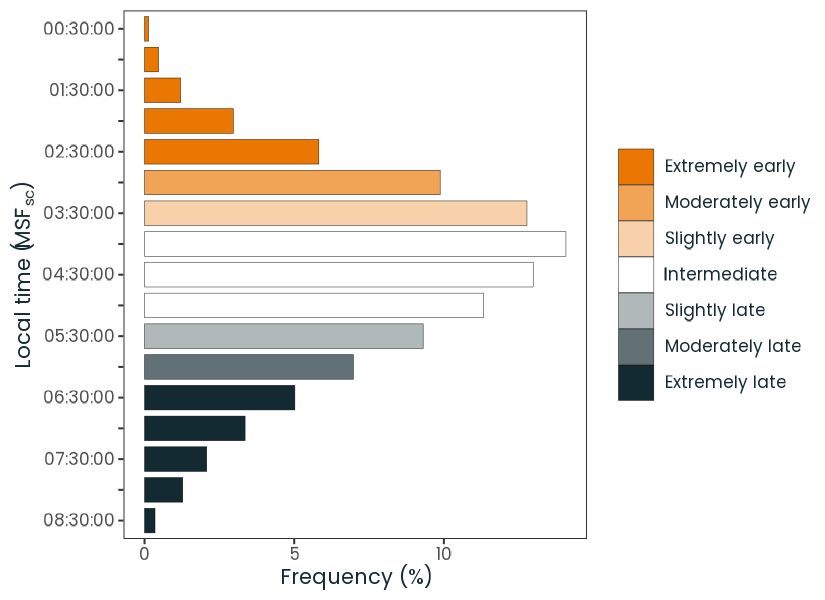 00:30:00
01:30:00
02:30:00
03:30:00
04:30:00
05:30:00
06:30:00
07:30:00
08:30:00
Local time (MSFsc)
0 5 10
Frequency (%)
Extremely early
Moderately early
Slightly early
Intermediate
Slightly late
Moderately late
Extremely late